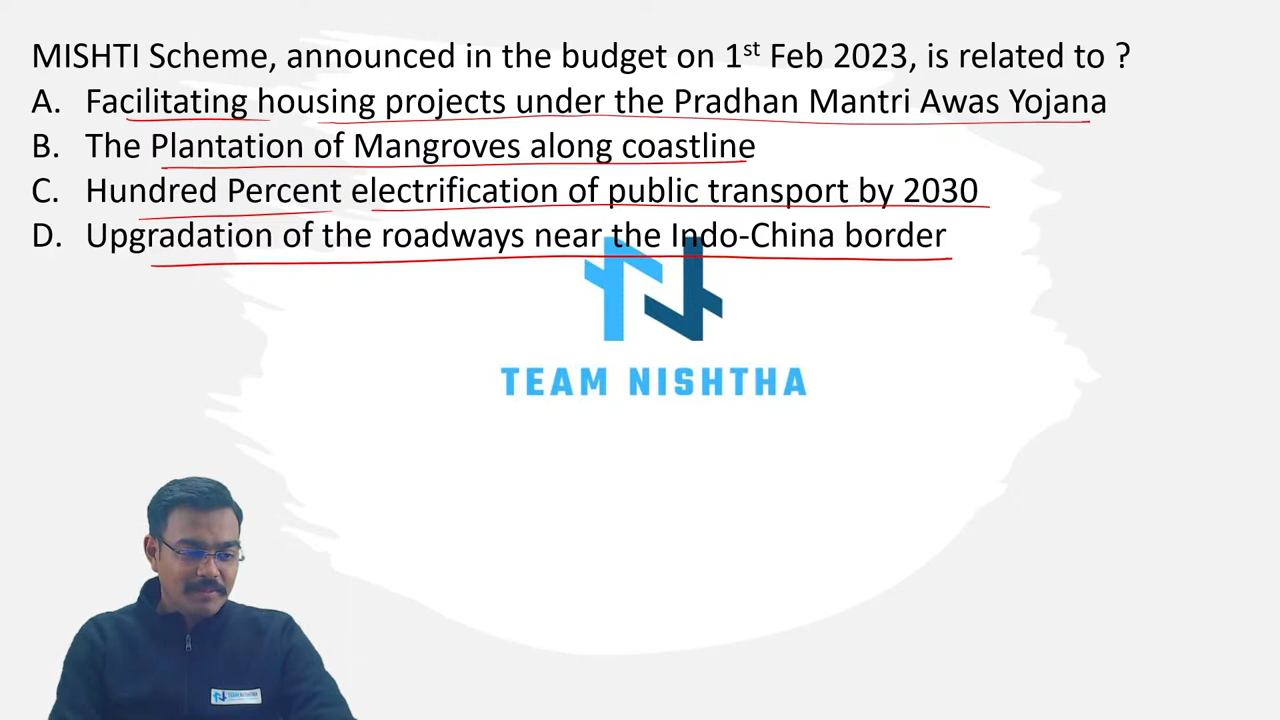 MISHTI Scheme, announced in the budget on 1st Feb 2023, is related to ?
A. Facilitating housing projects under the Pradhan Mantri Awas Yojana
B. The Plantation of Mangroves along coastline
C. Hundred Percent electrification of public transport by 2030
D. Upgradation of the roadways near the Indo-China border
TEAM NISHTHA
TEAM NISHTHA